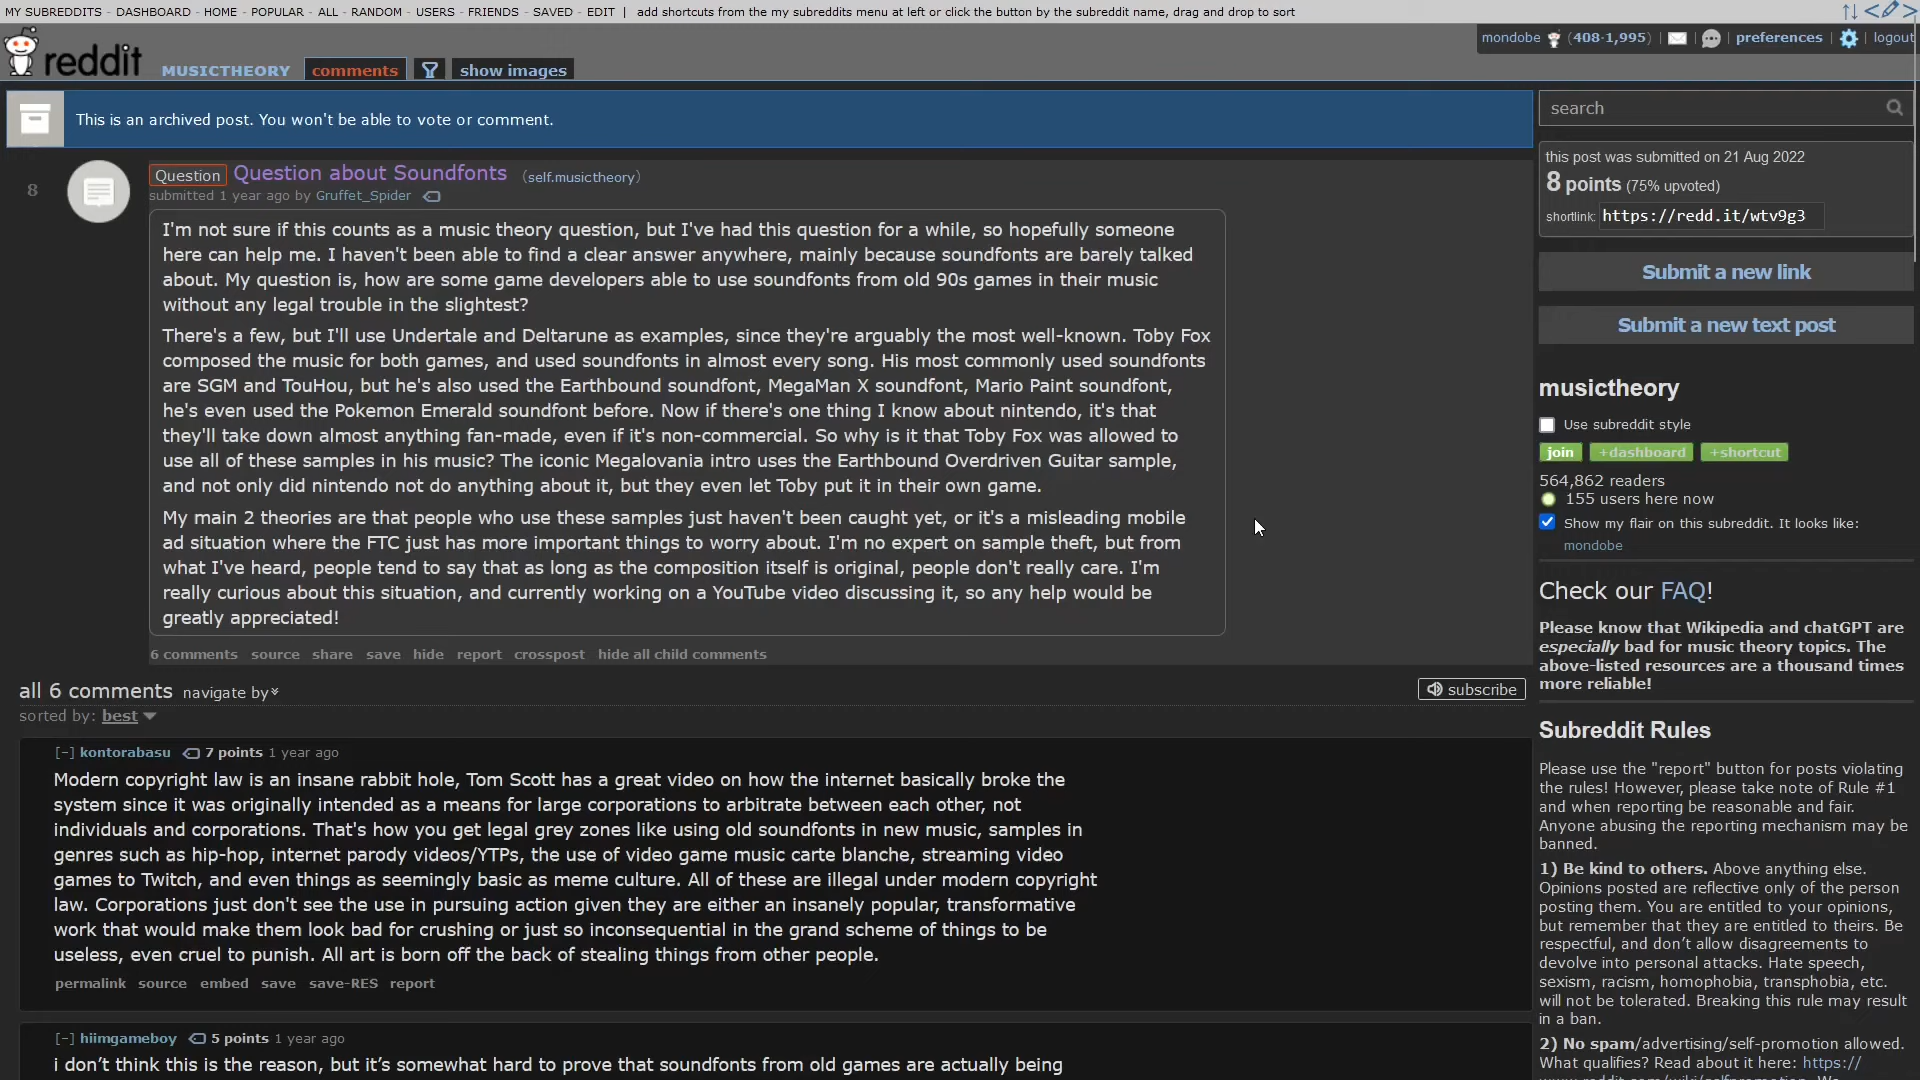 MY SUBREDDITS - DASHBOARD - HOME - POPULAR - ALL - RANDOM - USERS - FRIENDS - SAVED - EDIT | add shortcuts from the my subreddits menu at left or click the button by the subreddit name, drag and drop to sort
reddit MUSICTHEORY comments show images
mondobe (408·1,995) | | | preferences | | logout
This is an archived post. You won't be able to vote or comment.
8
Question Question about Soundfonts (self.musictheory)
submitted 1 year ago by Gruffet_Spider
I'm not sure if this counts as a music theory question, but I've had this question for a while, so hopefully someone
here can help me. I haven't been able to find a clear answer anywhere, mainly because soundfonts are barely talked
about. My question is, how are some game developers able to use soundfonts from old 90s games in their music
without any legal trouble in the slightest?
There's a few, but I'll use Undertale and Deltarune as examples, since they're arguably the most well-known. Toby Fox
composed the music for both games, and used soundfonts in almost every song. His most commonly used soundfonts
are SGM and TouHou, but he's also used the Earthbound soundfont, MegaMan X soundfont, Mario Paint soundfont,
he's even used the Pokemon Emerald soundfont before. Now if there's one thing I know about nintendo, it's that
they'll take down almost anything fan-made, even if it's non-commercial. So why is it that Toby Fox was allowed to
use all of these samples in his music? The iconic Megalovania intro uses the Earthbound Overdriven Guitar sample,
and not only did nintendo not do anything about it, but they even let Toby put it in their own game.
My main 2 theories are that people who use these samples just haven't been caught yet, or it's a misleading mobile
ad situation where the FTC just has more important things to worry about. I'm no expert on sample theft, but from
what I've heard, people tend to say that as long as the composition itself is original, people don't really care. I'm
really curious about this situation, and currently working on a YouTube video discussing it, so any help would be
greatly appreciated!
6 comments source share save hide report crosspost hide all child comments
all 6 comments navigate by
subscribe
sorted by: best
[–] kontorabasu 7 points 1 year ago
Modern copyright law is an insane rabbit hole, Tom Scott has a great video on how the internet basically broke the
system since it was originally intended as a means for large corporations to arbitrate between each other, not
individuals and corporations. That's how you get legal grey zones like using old soundfonts in new music, samples in
genres such as hip-hop, internet parody videos/YTPs, the use of video game music carte blanche, streaming video
games to Twitch, and even things as seemingly basic as meme culture. All of these are illegal under modern copyright
law. Corporations just don't see the use in pursuing action given they are either an insanely popular, transformative
work that would make them look bad for crushing or just so inconsequential in the grand scheme of things to be
useless, even cruel to punish. All art is born off the back of stealing things from other people.
permalink source embed save save-RES report
[–] hiimgameboy 5 points 1 year ago
i don’t think this is the reason, but it’s somewhat hard to prove that soundfonts from old games are actually being
search
this post was submitted on 21 Aug 2022
8 points (75% upvoted)
shortlink: https://redd.it/wtv9g3
Submit a new link
Submit a new text post
musictheory
Use subreddit style
join +dashboard +shortcut
564,862 readers
155 users here now
Show my flair on this subreddit. It looks like:
mondobe
Check our FAQ!
Please know that Wikipedia and chatGPT are
especially bad for music theory topics. The
above-listed resources are a thousand times
more reliable!
Subreddit Rules
Please use the "report" button for posts violating
the rules! However, please take note of Rule #1
and when reporting be reasonable and fair.
Anyone abusing the reporting mechanism may be
banned.
1) Be kind to others. Above anything else.
Opinions posted are reflective only of the person
posting them. You are entitled to your opinions,
but remember that they are entitled to theirs. Be
respectful, and don’t allow disagreements to
devolve into personal attacks. Hate speech,
sexism, racism, homophobia, transphobia, etc.
will not be tolerated. Breaking this rule may result
in a ban.
2) No spam/advertising/self-promotion allowed.
What qualifies? Read about it here: https://